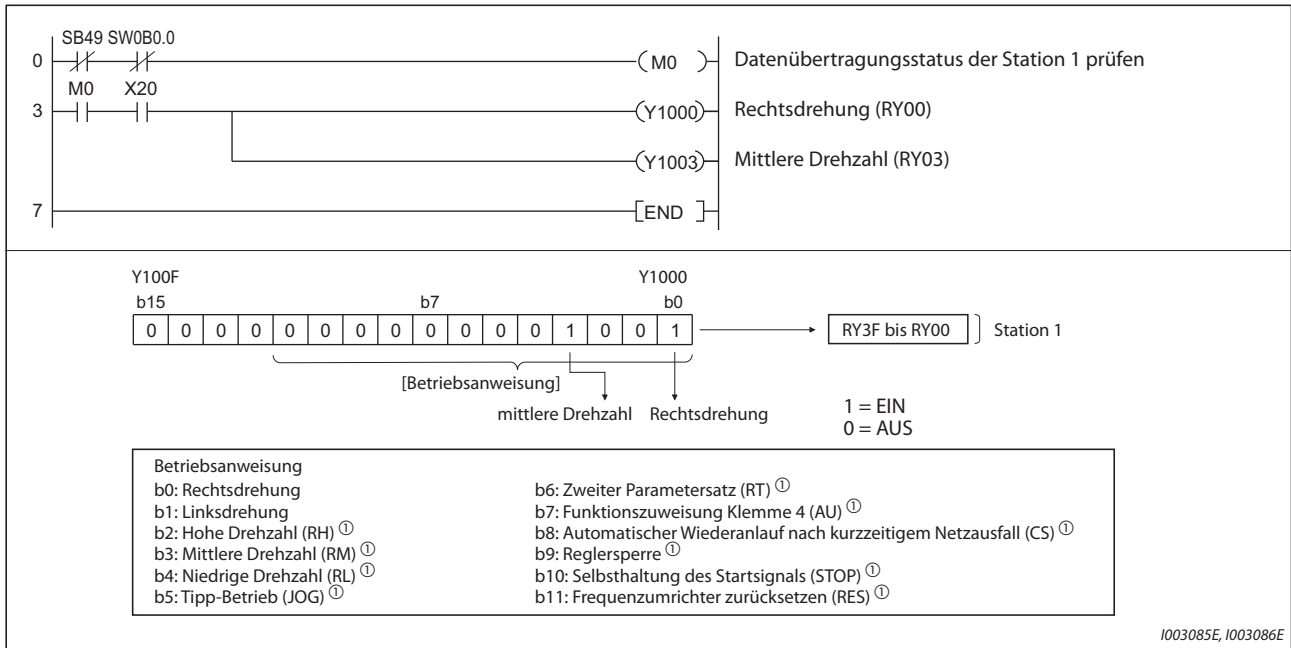 SB49 SW0B0.0
0 M0 Datenübertragungsstatus der Station 1 prüfen
M0 X20
3 Y1000 Rechtsdrehung (RY00)
Y1003 Mittlere Drehzahl (RY03)
7 END
Y100F Y1000
b15 b7 b0
0 0 0 0 0 0 0 0 0 0 0 0 1 0 0 1 RY3F bis RY00 Station 1
[Betriebsanweisung]
mittlere Drehzahl Rechtsdrehung
1 = EIN
0 = AUS
Betriebsanweisung
b0: Rechtsdrehung
b1: Linksdrehung
b2: Hohe Drehzahl (RH) ①
b3: Mittlere Drehzahl (RM) ①
b4: Niedrige Drehzahl (RL) ①
b5: Tipp-Betrieb (JOG) ①
b6: Zweiter Parametersatz (RT) ①
b7: Funktionszuweisung Klemme 4 (AU) ①
b8: Automatischer Wiederanlauf nach kurzzeitigem Netzausfall (CS) ①
b9: Reglersperre ①
b10: Selbsthaltung des Startsignals (STOP) ①
b11: Frequenzumrichter zurücksetzen (RES) ①
I003085E, I003086E